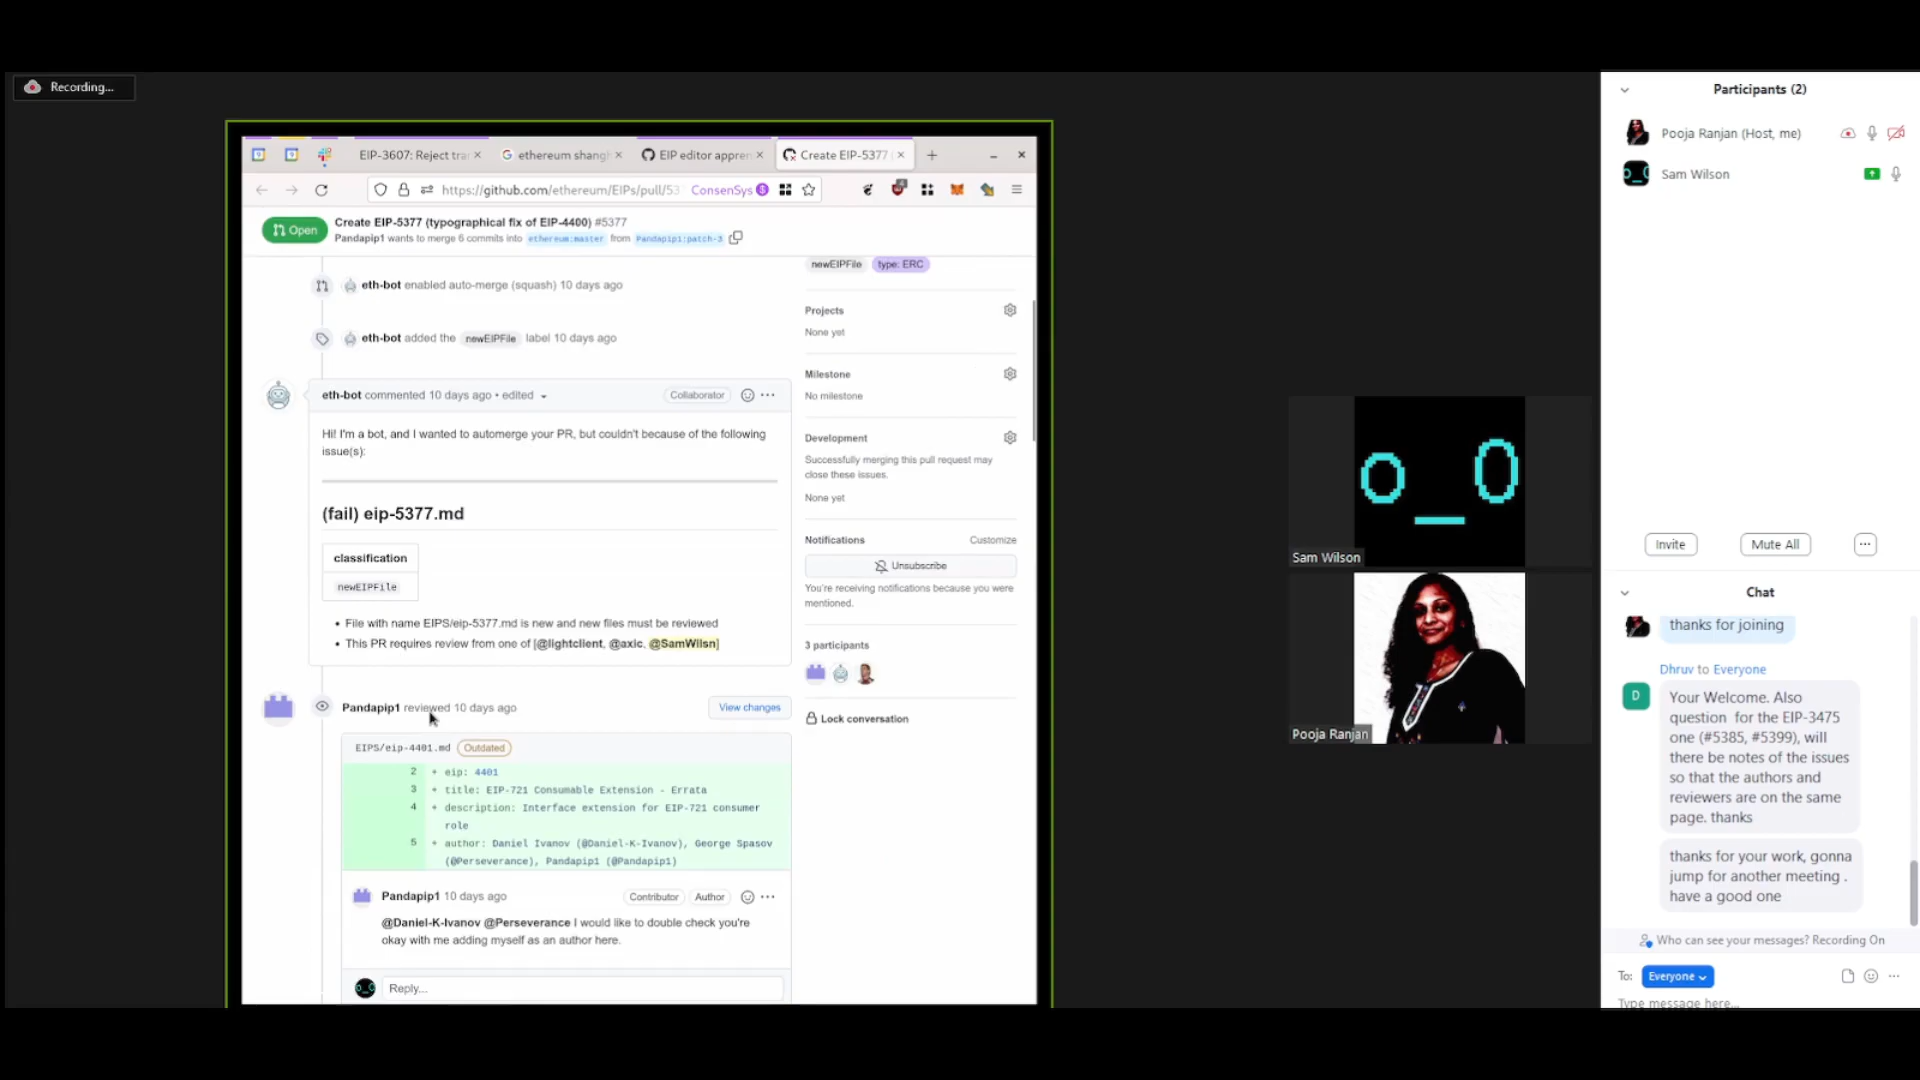 Recording...
EIP-3607: Reject tra
ethereum shangh
EIP editor appren
Create EIP-5377
https://github.com/ethereum/EIPs/pull/53
ConsenSys
Open
Create EIP-5377 (typographical fix of EIP-4400) #5377
Pandapip1 wants to merge 6 commits into ethereum:master from Pandapip1:patch-3
eth-bot enabled auto-merge (squash) 10 days ago
eth-bot added the newEIPFile label 10 days ago
eth-bot commented 10 days ago • edited
Collaborator
Hi! I'm a bot, and I wanted to automerge your PR, but couldn't because of the following
issue(s):
(fail) eip-5377.md
classification
newEIPFile
• File with name EIPS/eip-5377.md is new and new files must be reviewed
• This PR requires review from one of [@lightclient, @axic, @SamWilsn]
Pandapip1 reviewed 10 days ago
View changes
EIPS/eip-4401.md Outdated
2 + eip: 4401
3 + title: EIP-721 Consumable Extension - Errata
4 + description: Interface extension for EIP-721 consumer
role
5 + author: Daniel Ivanov (@Daniel-K-Ivanov), George Spasov
(@Perseverance), Pandapip1 (@Pandapip1)
Pandapip1 10 days ago
Contributor
Author
@Daniel-K-Ivanov @Perseverance I would like to double check you're
okay with me adding myself as an author here.
Reply...
newEIPFile type: ERC
Projects
None yet
Milestone
No milestone
Development
Successfully merging this pull request may
close these issues.
None yet
Notifications
Customize
Unsubscribe
You're receiving notifications because you were
mentioned.
3 participants
Lock conversation
Sam Wilson
Pooja Ranjan
Participants (2)
Pooja Ranjan (Host, me)
Sam Wilson
Invite
Mute All
Chat
thanks for joining
Dhruv to Everyone
D
Your Welcome. Also
question for the EIP-3475
one (#5385, #5399), will
there be notes of the issues
so that the authors and
reviewers are on the same
page. thanks
thanks for your work, gonna
jump for another meeting .
have a good one
Who can see your messages? Recording On
To: Everyone
Type message here...